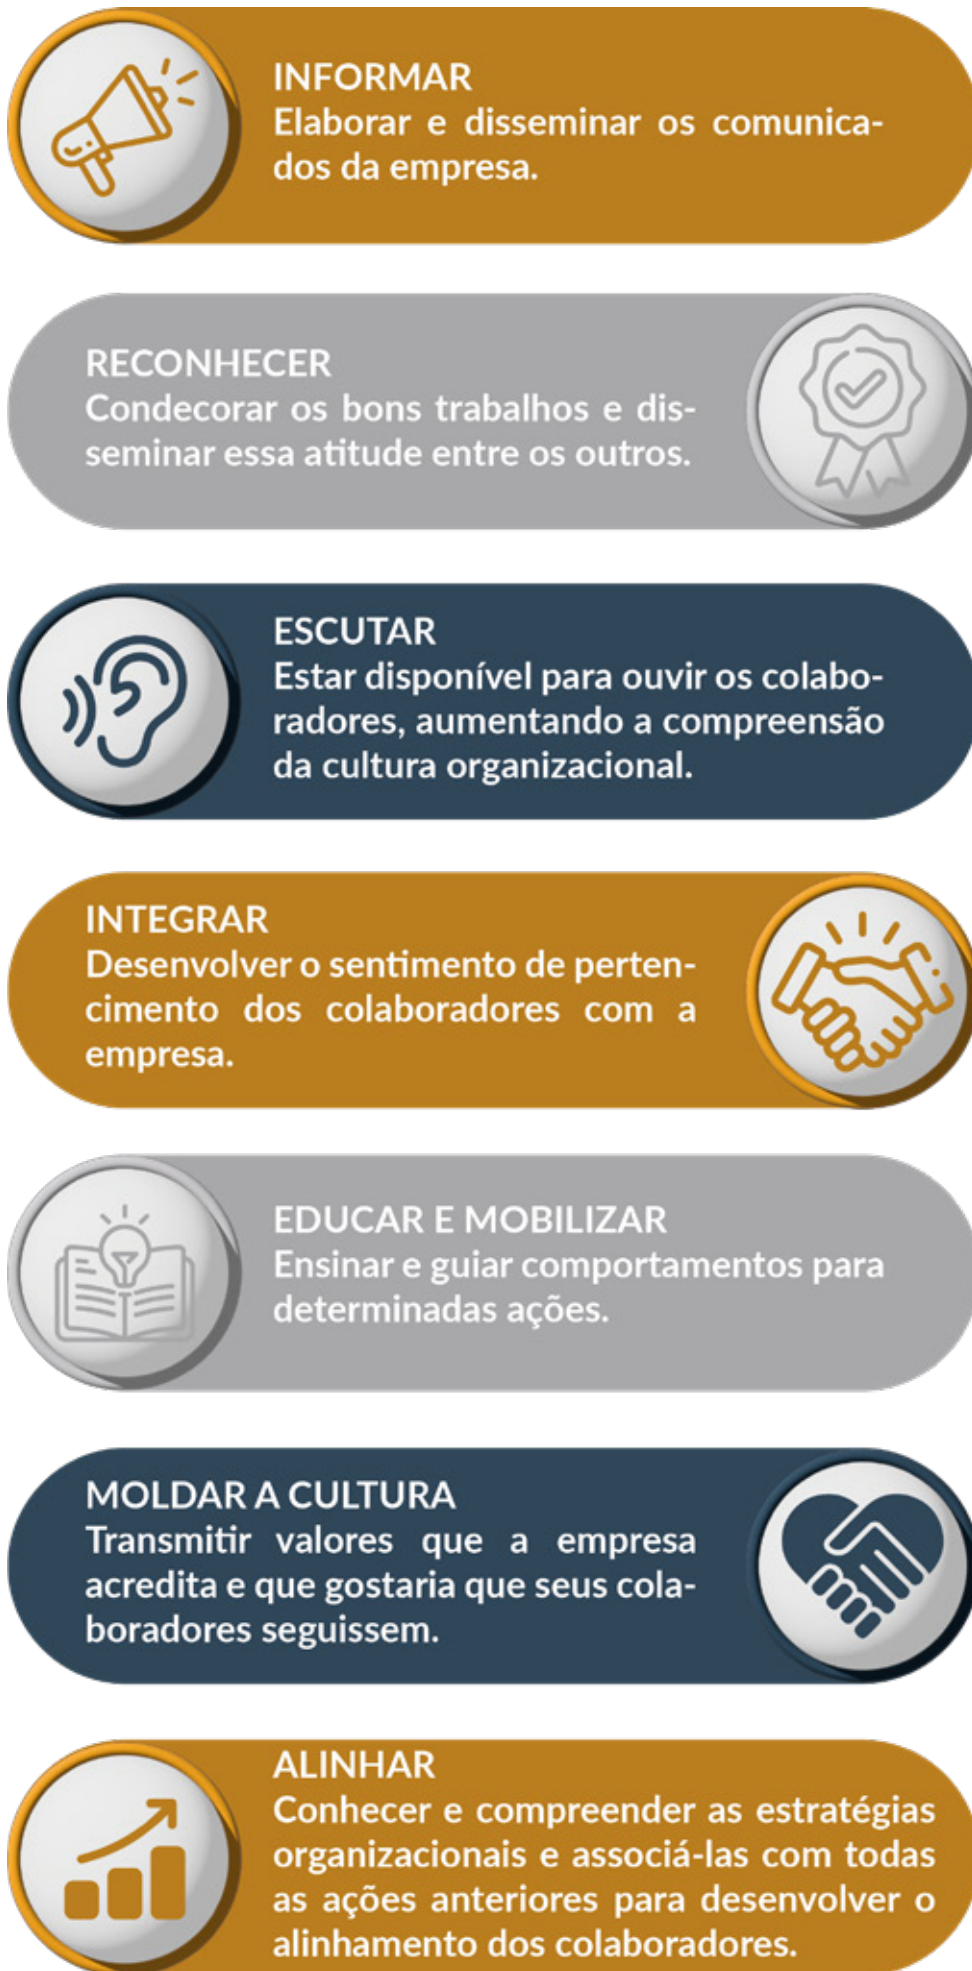 INFORMAR
Elaborar e disseminar os comunica-
dos da empresa.
RECONHECER
Condecorar os bons trabalhos e dis-
seminar essa atitude entre os outros.
ESCUTAR
Estar disponível para ouvir os colabo-
radores, aumentando a compreensão
da cultura organizacional.
INTEGRAR
Desenvolver o sentimento de perten-
cimento dos colaboradores com a
empresa.
EDUCAR E MOBILIZAR
Ensinar e guiar comportamentos para
determinadas ações.
MOLDAR A CULTURA
Transmitir valores que a empresa
acredita e que gostaria que seus cola-
boradores seguissem.
ALINHAR
Conhecer e compreender as estratégias
organizacionais e associá-las com todas
as ações anteriores para desenvolver o
alinhamento dos colaboradores.